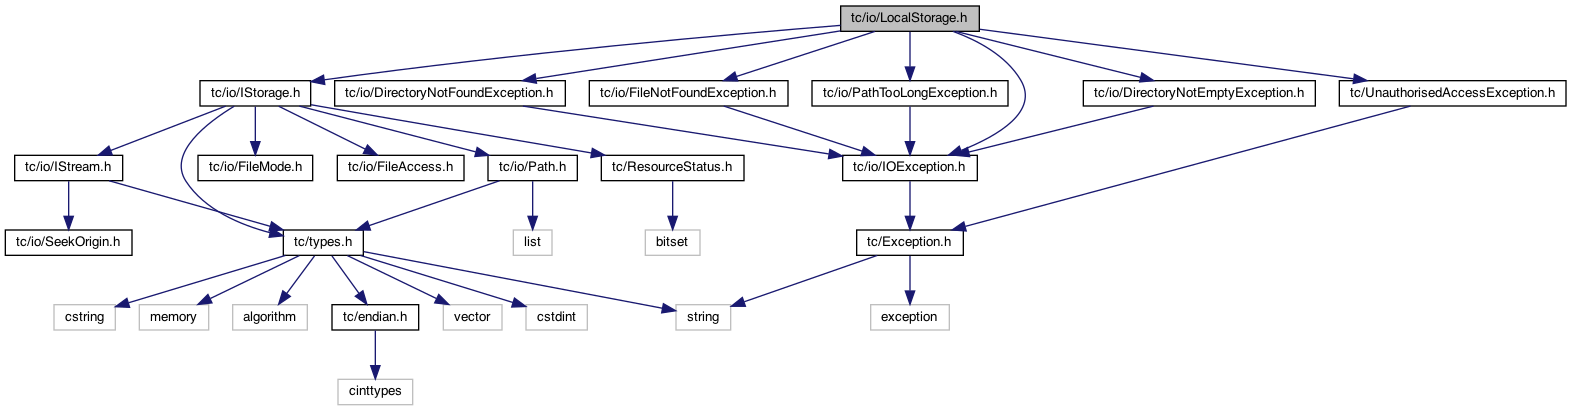 tc/io/LocalStorage.h
tc/io/IStorage.h
tc/io/DirectoryNotFoundException.h
tc/io/FileNotFoundException.h
tc/io/PathTooLongException.h
tc/io/DirectoryNotEmptyException.h
tc/UnauthorisedAccessException.h
tc/io/IStream.h
tc/io/FileMode.h
tc/io/FileAccess.h
tc/io/Path.h
tc/ResourceStatus.h
tc/io/IOException.h
tc/io/SeekOrigin.h
tc/types.h
list
bitset
tc/Exception.h
cstring
memory
algorithm
tc/endian.h
vector
cstdint
string
exception
cinttypes